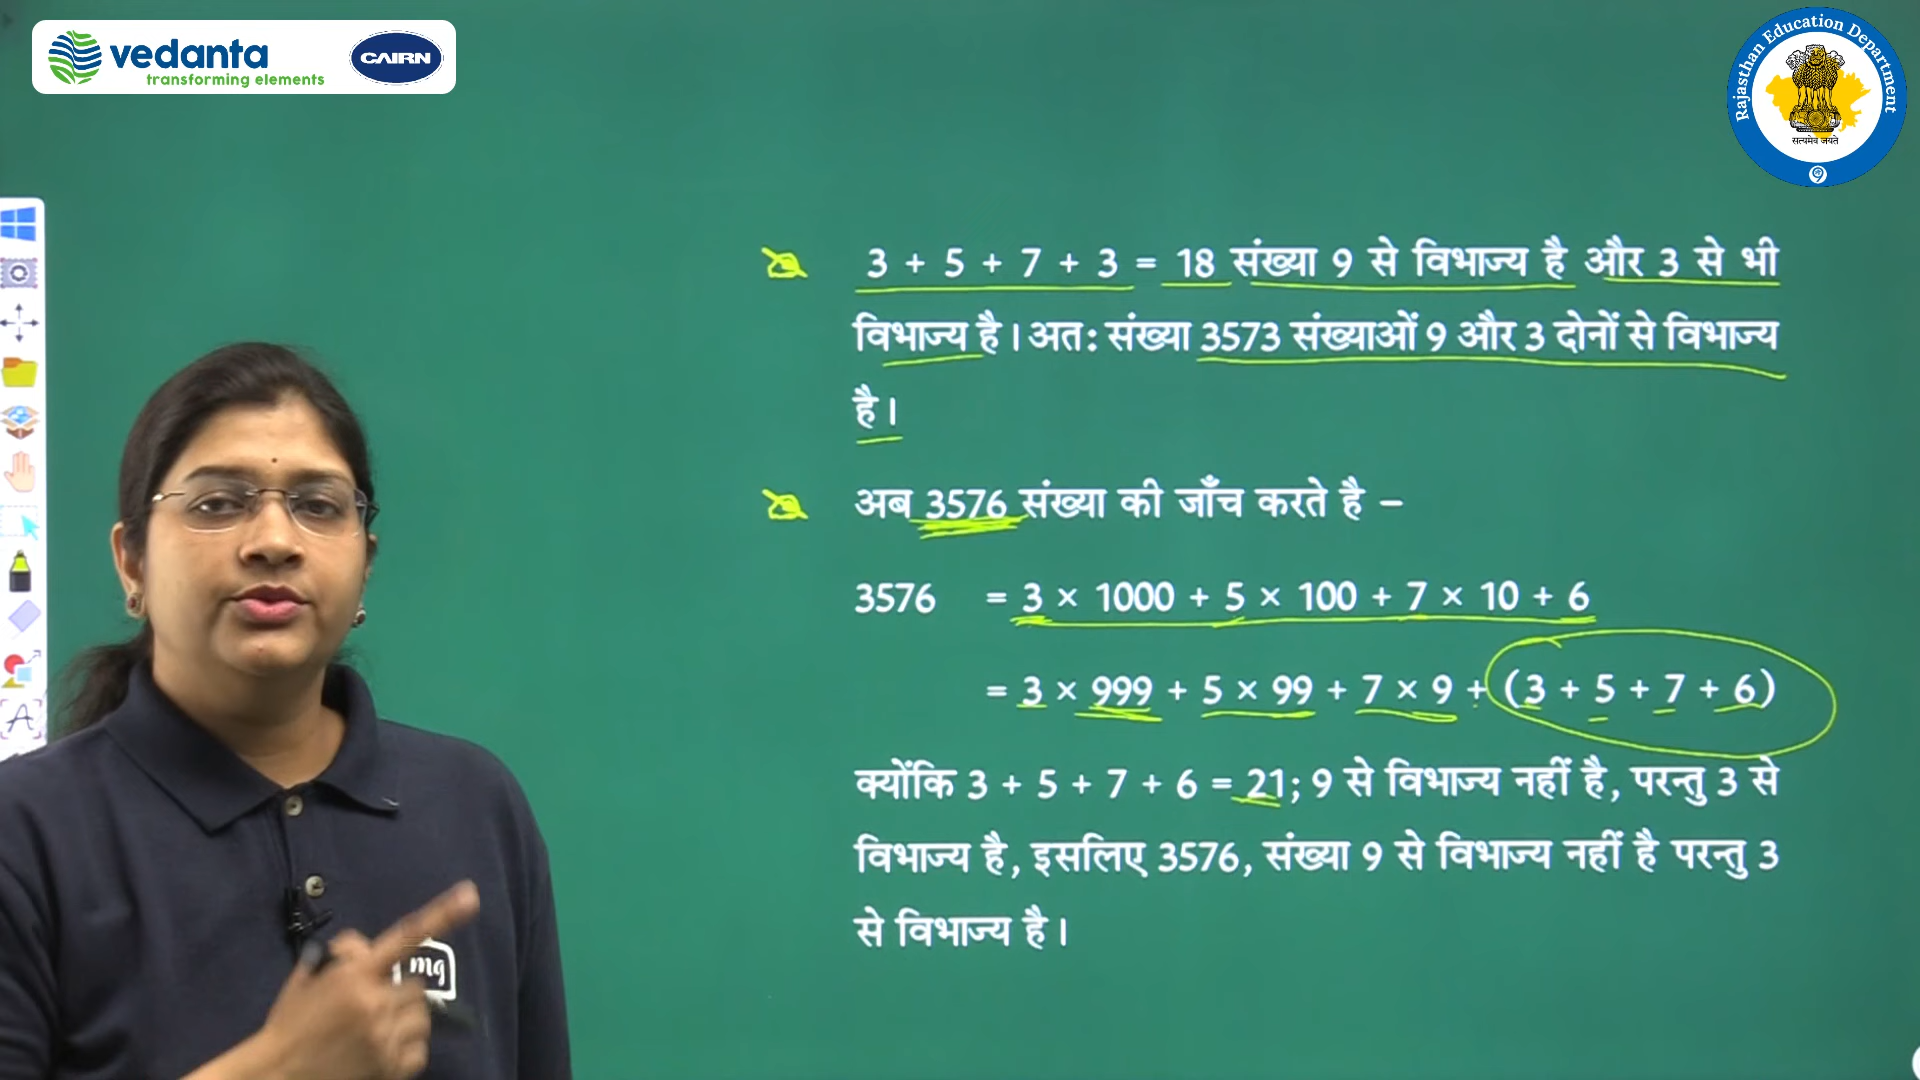 vedanta
transforming elements
CAIRN
Rajasthan Education Department
सत्यमेव जयते
3 + 5 + 7 + 3 = 18 संख्या 9 से विभाज्य है और 3 से भी
विभाज्य है। अत: संख्या 3573 संख्याओं 9 और 3 दोनों से विभाज्य
है।
अब 3576 संख्या की जाँच करते है –
3576 = 3 × 1000 + 5 × 100 + 7 × 10 + 6
= 3 × 999 + 5 × 99 + 7 × 9 + (3 + 5 + 7 + 6)
क्योंकि 3 + 5 + 7 + 6 = 21; 9 से विभाज्य नहीं है, परन्तु 3 से
विभाज्य है, इसलिए 3576, संख्या 9 से विभाज्य नहीं है परन्तु 3
से विभाज्य है।
mg